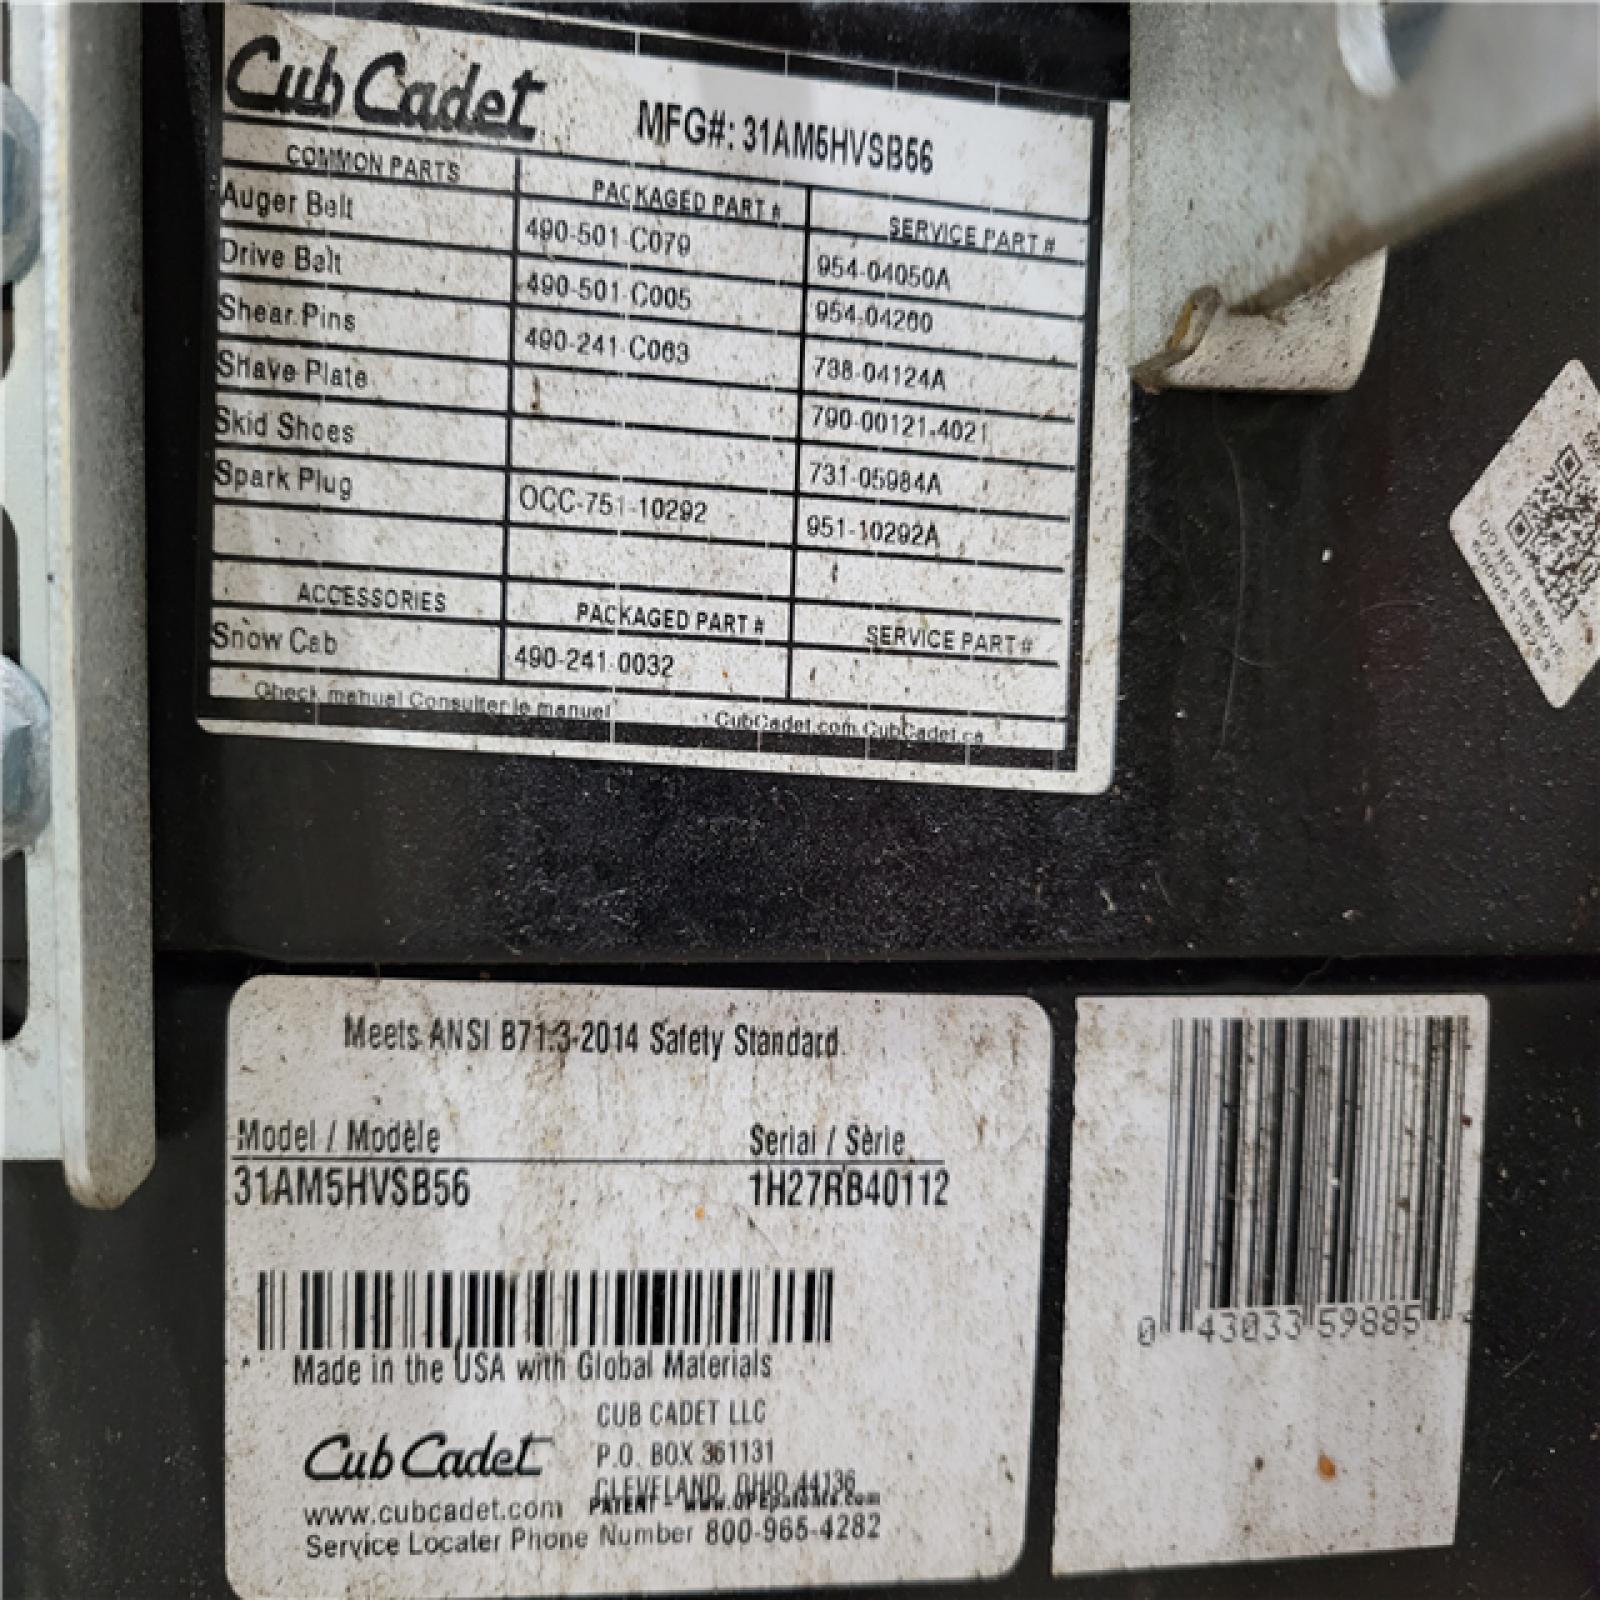 Cub Cadet MFG#: 31AM5HVSB56
COMMON PARTS PACKAGED PART # SERVICE PART #
Auger Belt 490-501-C079 954-04050A
Drive Belt 490-501-C005 954-04260
Shear Pins 490-241-C063 738-04124A
Shave Plate 790-00121-4021
Skid Shoes 731-05984A
Spark Plug OCC-751-10292 951-10292A
ACCESSORIES PACKAGED PART # SERVICE PART #
Snow Cab 490-241-0032
Check manual Consulter le manuel CubCadet.com CubCadet.ca
DO NOT REMOVE
Meets ANSI B71.3-2014 Safety Standard
Model / Modèle Serial / Sèrie
31AM5HVSB56 1H27RB40112
Made in the USA with Global Materials
Cub Cadet
CUB CADET LLC
P.O. BOX 361131
CLEVELAND, OHIO 44136
www.cubcadet.com PATENT - www.OPEpatents.com
Service Locater Phone Number 800-965-4282
0 43033 59885